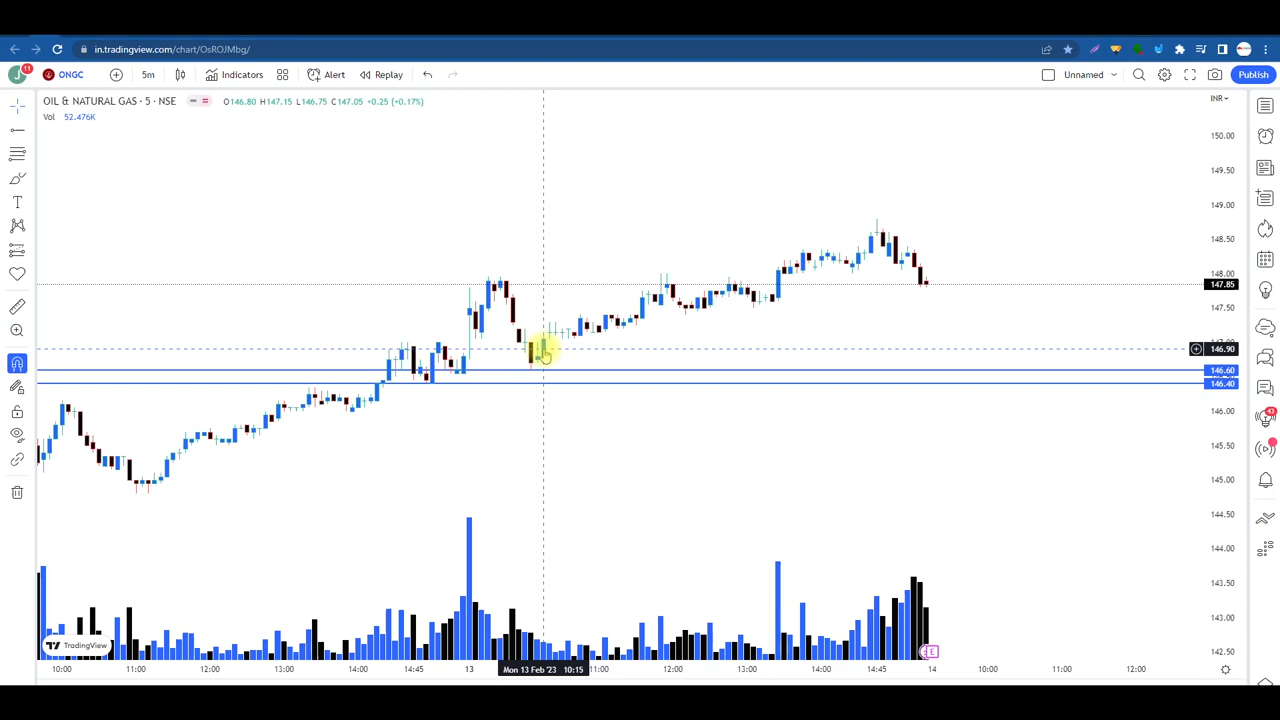 in.tradingview.com/chart/OsROJMbg/
J 11 ONGC 5m Indicators Alert Replay Unnamed Publish
OIL & NATURAL GAS · 5 · NSE O146.80 H147.15 L146.75 C147.05 +0.25 (+0.17%) INR
Vol 52.476K
150.00
149.50
149.00
148.50
148.00
147.85
147.50
146.90
146.60
146.40
146.00
43
145.50
145.00
144.50
144.00
143.50
143.00
TradingView
E
142.50
10:00 11:00 12:00 13:00 14:00 14:45 13 Mon 13 Feb '23 10:15 11:00 12:00 13:00 14:00 14:45 14 10:00 11:00 12:00